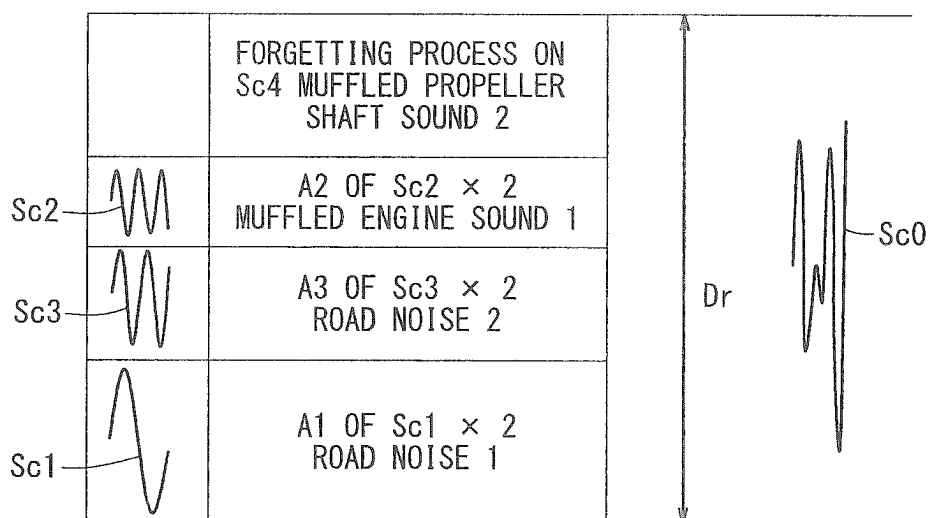 FORGETTING PROCESS ON
Sc4 MUFFLED PROPELLER
SHAFT SOUND 2
Sc2
A2 OF Sc2 × 2
MUFFLED ENGINE SOUND 1
Sc0
Sc3
A3 OF Sc3 × 2
ROAD NOISE 2
Dr
Sc1
A1 OF Sc1 × 2
ROAD NOISE 1